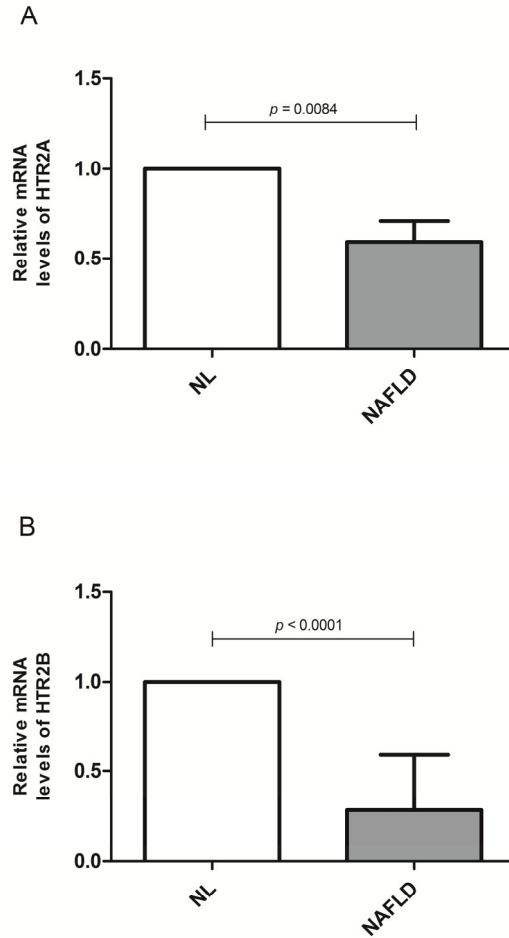 A
1.5
p = 0.0084
1.0
Relative mRNA
levels of HTR2A
0.5
0.0
NL
NAFLD
B
1.5
p < 0.0001
1.0
Relative mRNA
levels of HTR2B
0.5
0.0
NL
NAFLD